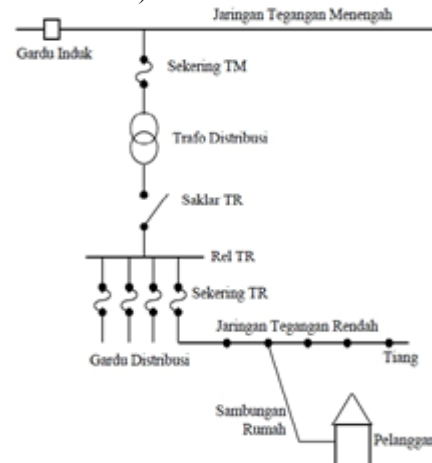 Jaringan Tegangan Menengah
Gardu Induk
Sekering TM
Trafo Distribusi
Saklar TR
Rel TR
Sekering TR
Jaringan Tegangan Rendah
Gardu Distribusi
Tiang
Sambungan
Rumah
Pelanggan